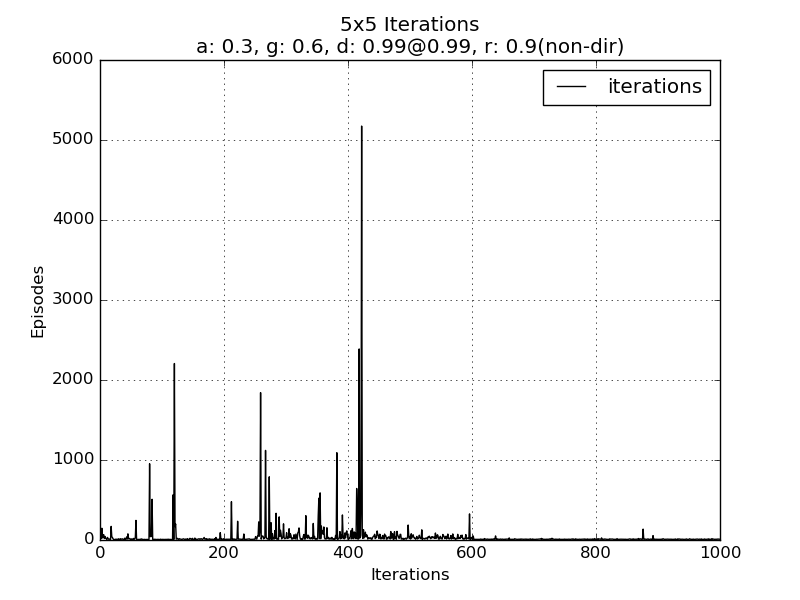 5x5 Iterations
a: 0.3, g: 0.6, d: 0.99@0.99, r: 0.9(non-dir)
iterations
6000
5000
4000
3000
2000
1000
0
Episodes
0 200 400 600 800 1000
Iterations